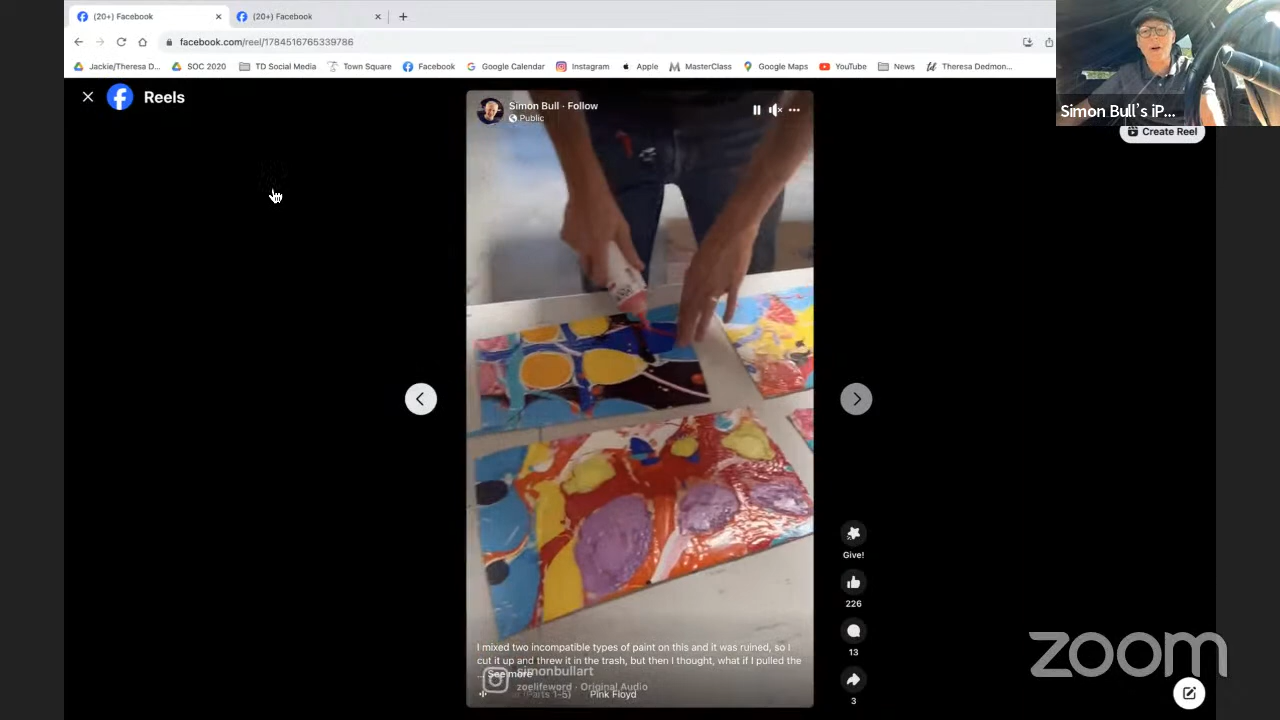 (20+) Facebook
(20+) Facebook
facebook.com/reel/1784516765339786
Jackie/Theresa D...
SOC 2020
TD Social Media
Town Square
Facebook
Google Calendar
Instagram
Apple
MasterClass
Google Maps
YouTube
News
Theresa Dedmon...
Reels
Simon Bull · Follow
Public
Simon Bull's iP...
Create Reel
Give!
226
13
3
I mixed two incompatible types of paint on this and it was ruined, so I
cut it up and threw it in the trash, but then I thought, what if I pulled the
... See more
simonbullart
zoelifeword · Original Audio
(Parts 1-5) Pink Floyd
zoom